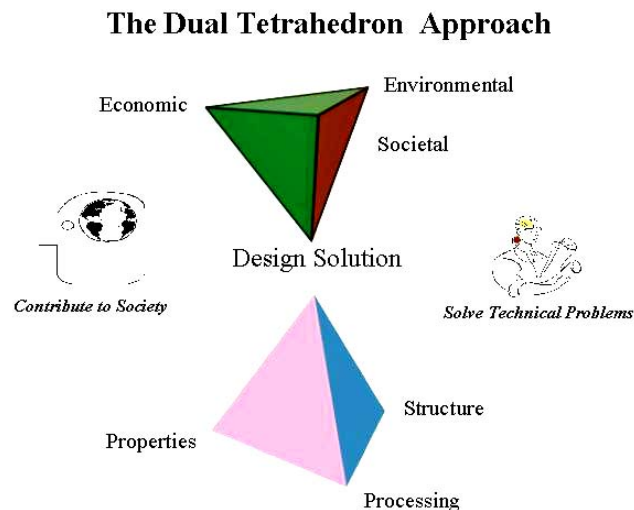 The Dual Tetrahedron Approach
Environmental
Economic
Societal
Design Solution
Contribute to Society
Solve Technical Problems
Structure
Properties
Processing